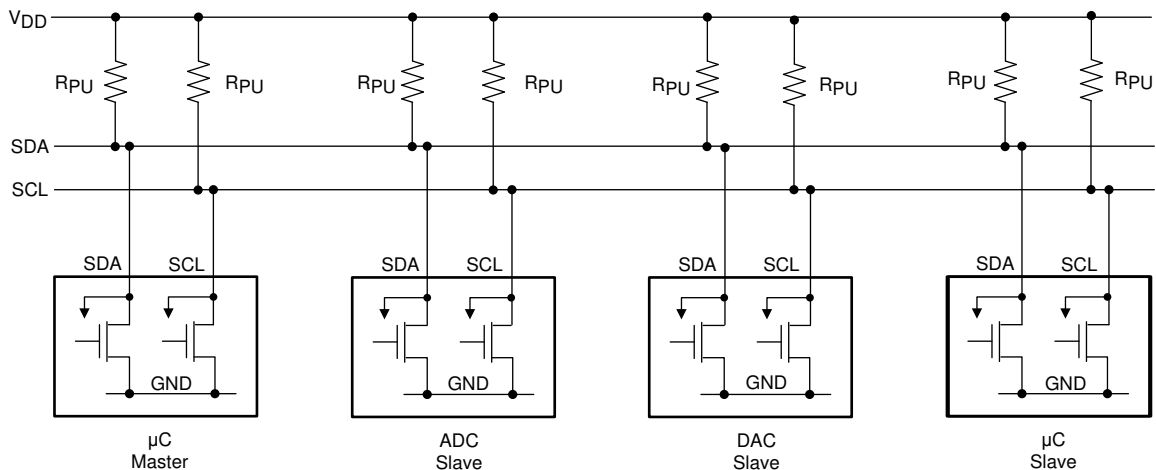 VDD
RPU RPU RPU RPU RPU RPU RPU RPU
SDA
SCL
SDA SCL SDA SCL SDA SCL SDA SCL
GND GND GND GND
µC
Master
ADC
Slave
DAC
Slave
µC
Slave